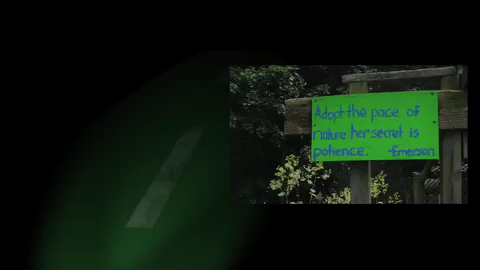 Adopt the pace of
nature her secret is
patience. -Emerson